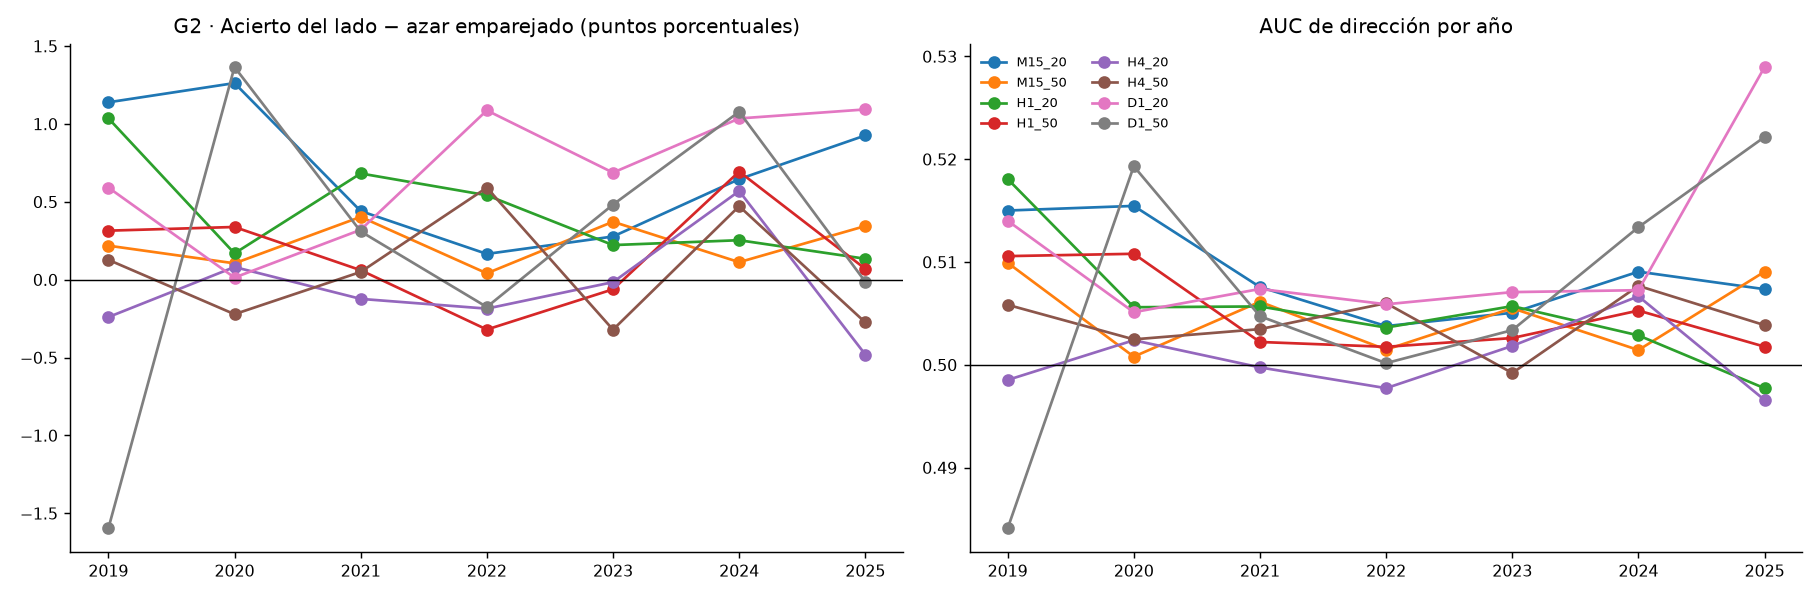 G2 · Acierto del lado − azar emparejado (puntos porcentuales)
1.5
1.0
0.5
0.0
−0.5
−1.0
−1.5
2019 2020 2021 2022 2023 2024 2025
AUC de dirección por año
M15_20 H4_20
M15_50 H4_50
H1_20 D1_20
H1_50 D1_50
0.53
0.52
0.51
0.50
0.49
2019 2020 2021 2022 2023 2024 2025